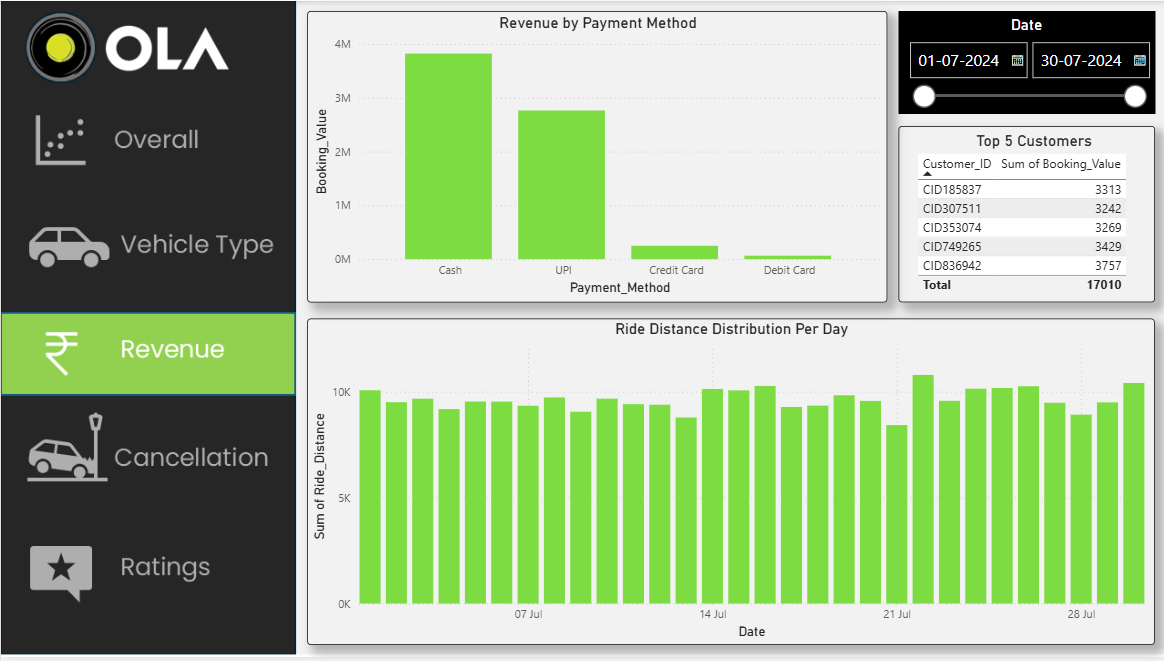 OLA
Overall
Vehicle Type
Revenue
Cancellation
Ratings
Revenue by Payment Method
4M
3M
2M
1M
0M
Booking_Value
Cash UPI Credit Card Debit Card
Payment_Method
Date
01-07-2024 30-07-2024
Top 5 Customers
Customer_ID Sum of Booking_Value
CID185837 3313
CID307511 3242
CID353074 3269
CID749265 3429
CID836942 3757
Total 17010
Ride Distance Distribution Per Day
10K
5K
0K
Sum of Ride_Distance
07 Jul 14 Jul 21 Jul 28 Jul
Date